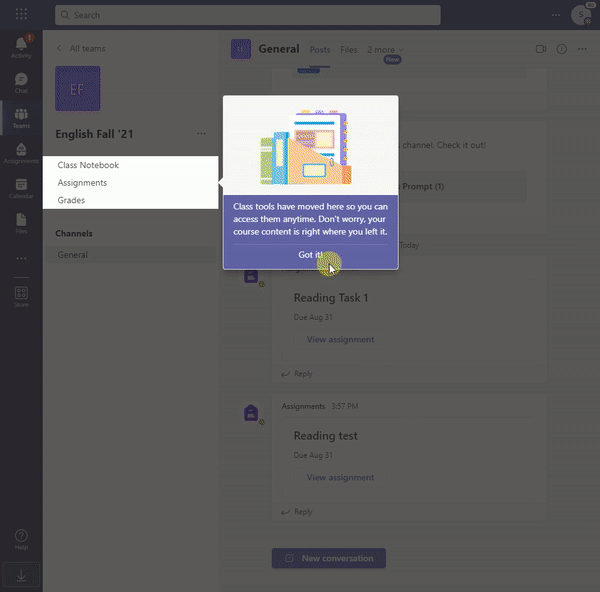 Search
Activity
Chat
Teams
Assignments
Calendar
Files
Store
Help
All teams
EF
English Fall '21
Class Notebook
Assignments
Grades
Channels
General
General
Posts
Files
2 more
New
s channel. Check it out!
Prompt (1)
Today
Class tools have moved here so you can
access them anytime. Don't worry, your
course content is right where you left it.
Got it!
Reading Task 1
Due Aug 31
View assignment
Reply
Assignments 3:57 PM
Reading test
Due Aug 31
View assignment
Reply
New conversation